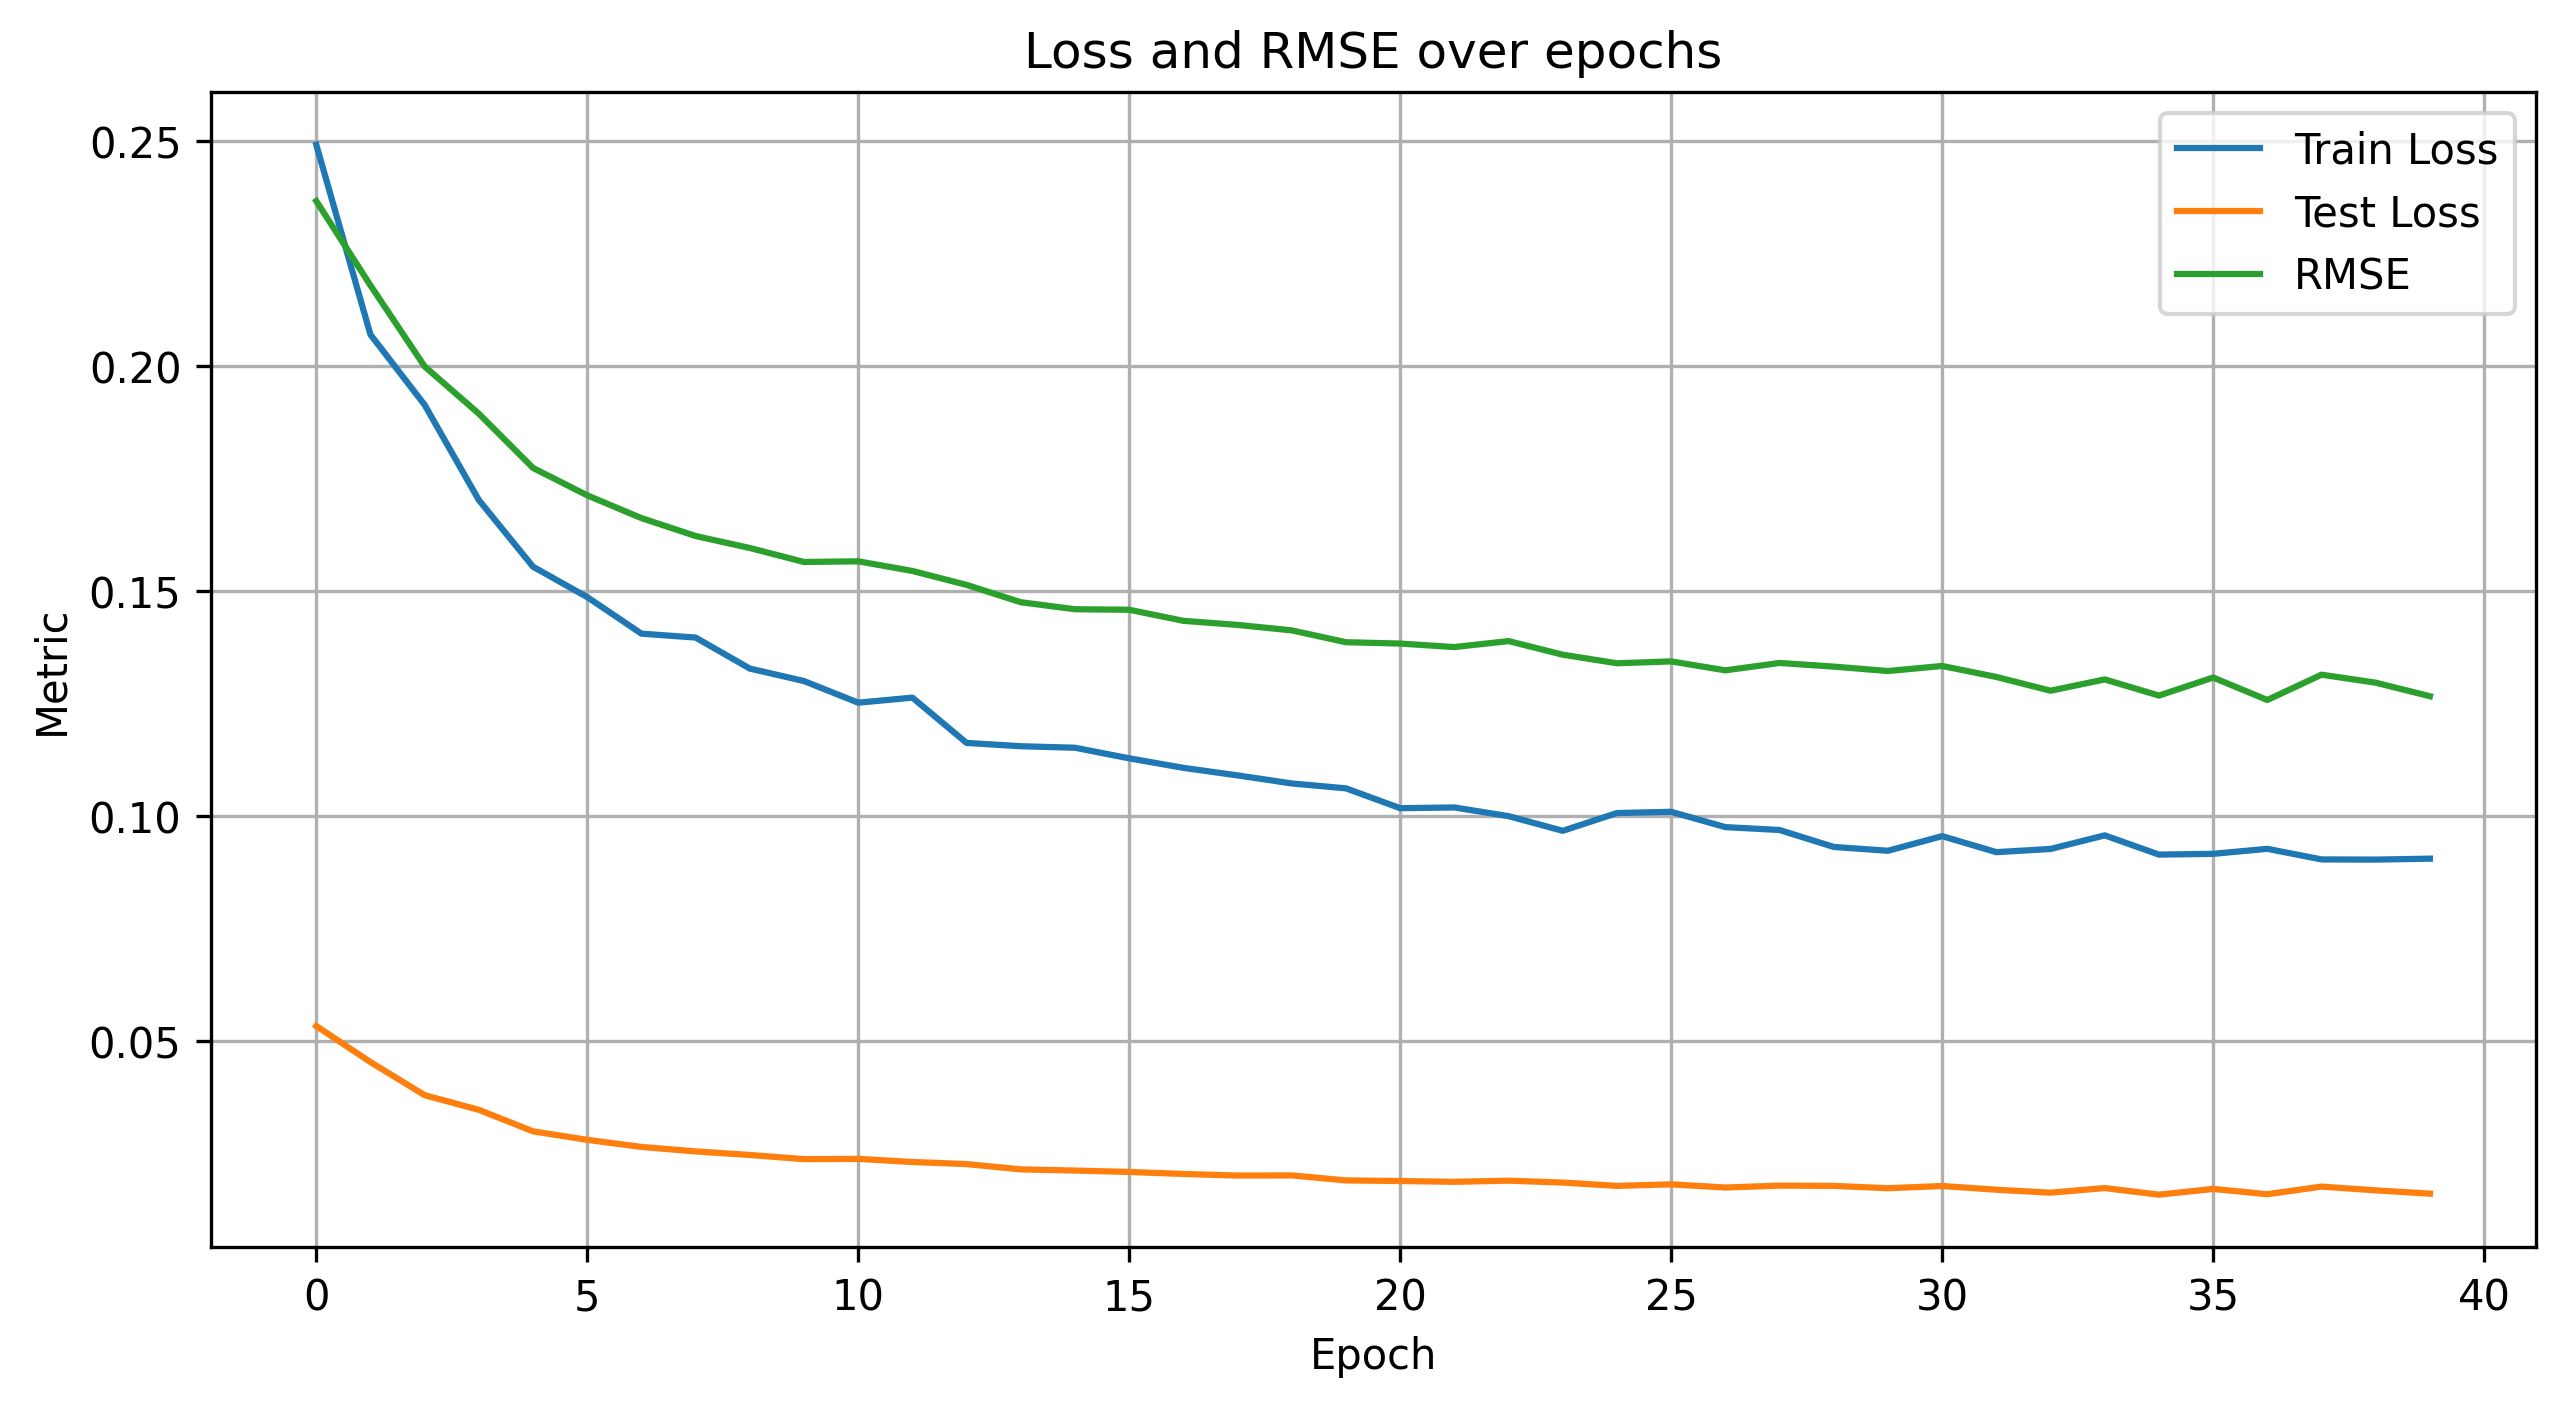 Loss and RMSE over epochs
0.25
0.20
0.15
0.10
0.05
Metric
Train Loss
Test Loss
RMSE
0 5 10 15 20 25 30 35 40
Epoch